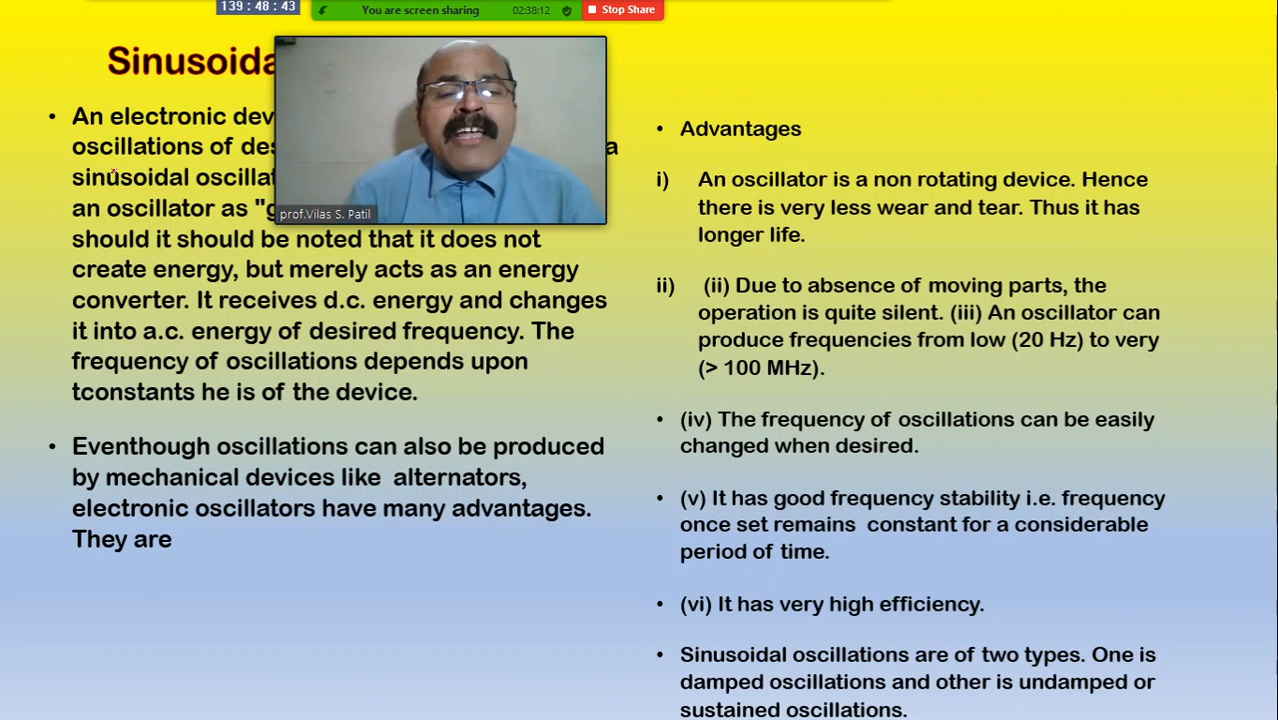 139:48:43
You are screen sharing 02:38:12 Stop Share
Sinusoida
prof.Vilas S. Patil
• An electronic dev
oscillations of des a
sinusoidal oscillat
an oscillator as "g
should it should be noted that it does not
create energy, but merely acts as an energy
converter. It receives d.c. energy and changes
it into a.c. energy of desired frequency. The
frequency of oscillations depends upon
tconstants he is of the device.
• Eventhough oscillations can also be produced
by mechanical devices like alternators,
electronic oscillators have many advantages.
They are
• Advantages
i) An oscillator is a non rotating device. Hence
there is very less wear and tear. Thus it has
longer life.
ii) (ii) Due to absence of moving parts, the
operation is quite silent. (iii) An oscillator can
produce frequencies from low (20 Hz) to very
(> 100 MHz).
• (iv) The frequency of oscillations can be easily
changed when desired.
• (v) It has good frequency stability i.e. frequency
once set remains constant for a considerable
period of time.
• (vi) It has very high efficiency.
• Sinusoidal oscillations are of two types. One is
damped oscillations and other is undamped or
sustained oscillations.